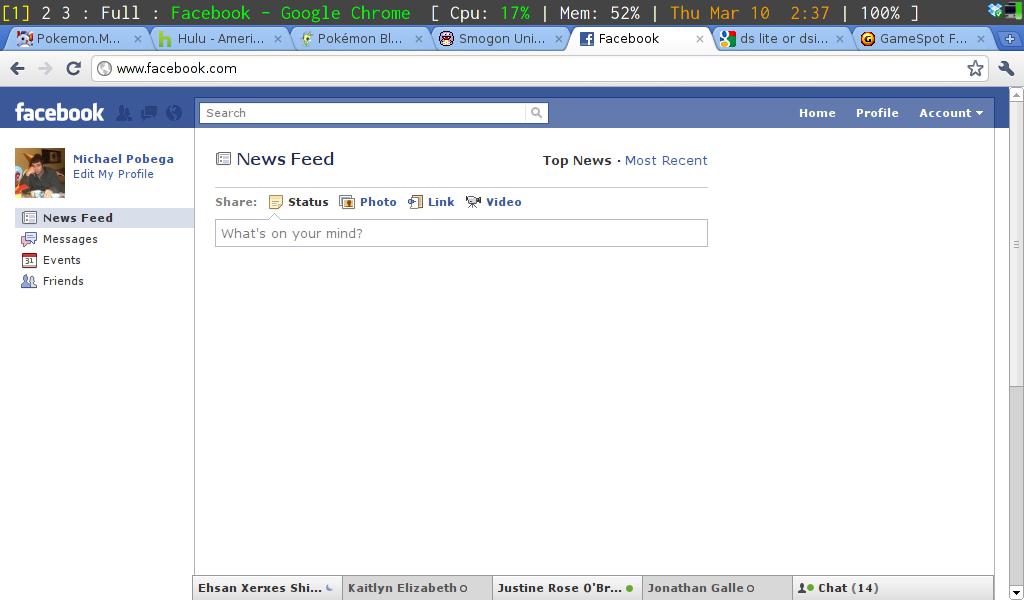 [1] 2 3 : Full : Facebook - Google Chrome [ Cpu: 17% | Mem: 52% | Thu Mar 10 2:37 | 100% ]
Pokemon.M... Hulu - Ameri... Pokémon Bl... Smogon Uni... Facebook ds lite or dsi... GameSpot F...
www.facebook.com
facebook Search Home Profile Account
Michael Pobega
Edit My Profile
News Feed
Messages
31 Events
Friends
News Feed Top News · Most Recent
Share: Status Photo Link Video
What's on your mind?
Ehsan Xerxes Shi... Kaitlyn Elizabeth Justine Rose O'Br... Jonathan Galle Chat (14)